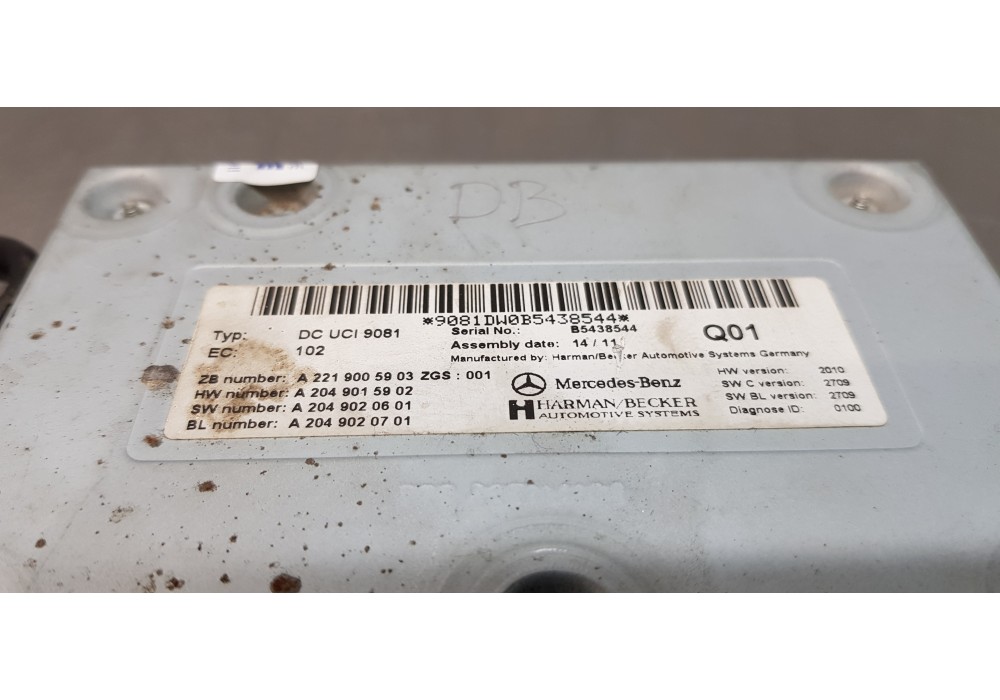 DB
*9081DW0B5438544*
Typ: DC UCI 9081 Serial No.: B5438544 Q01
EC: 102 Assembly date: 14 / 11
Manufactured by: Harman/Becker Automotive Systems Germany
ZB number: A 221 900 59 03 ZGS : 001 Mercedes-Benz HW version: 2010
HW number: A 204 901 59 02 HARMAN/BECKER SW C version: 2709
SW number: A 204 902 06 01 AUTOMOTIVE SYSTEMS SW BL version: 2709
BL number: A 204 902 07 01 Diagnose ID: 0100